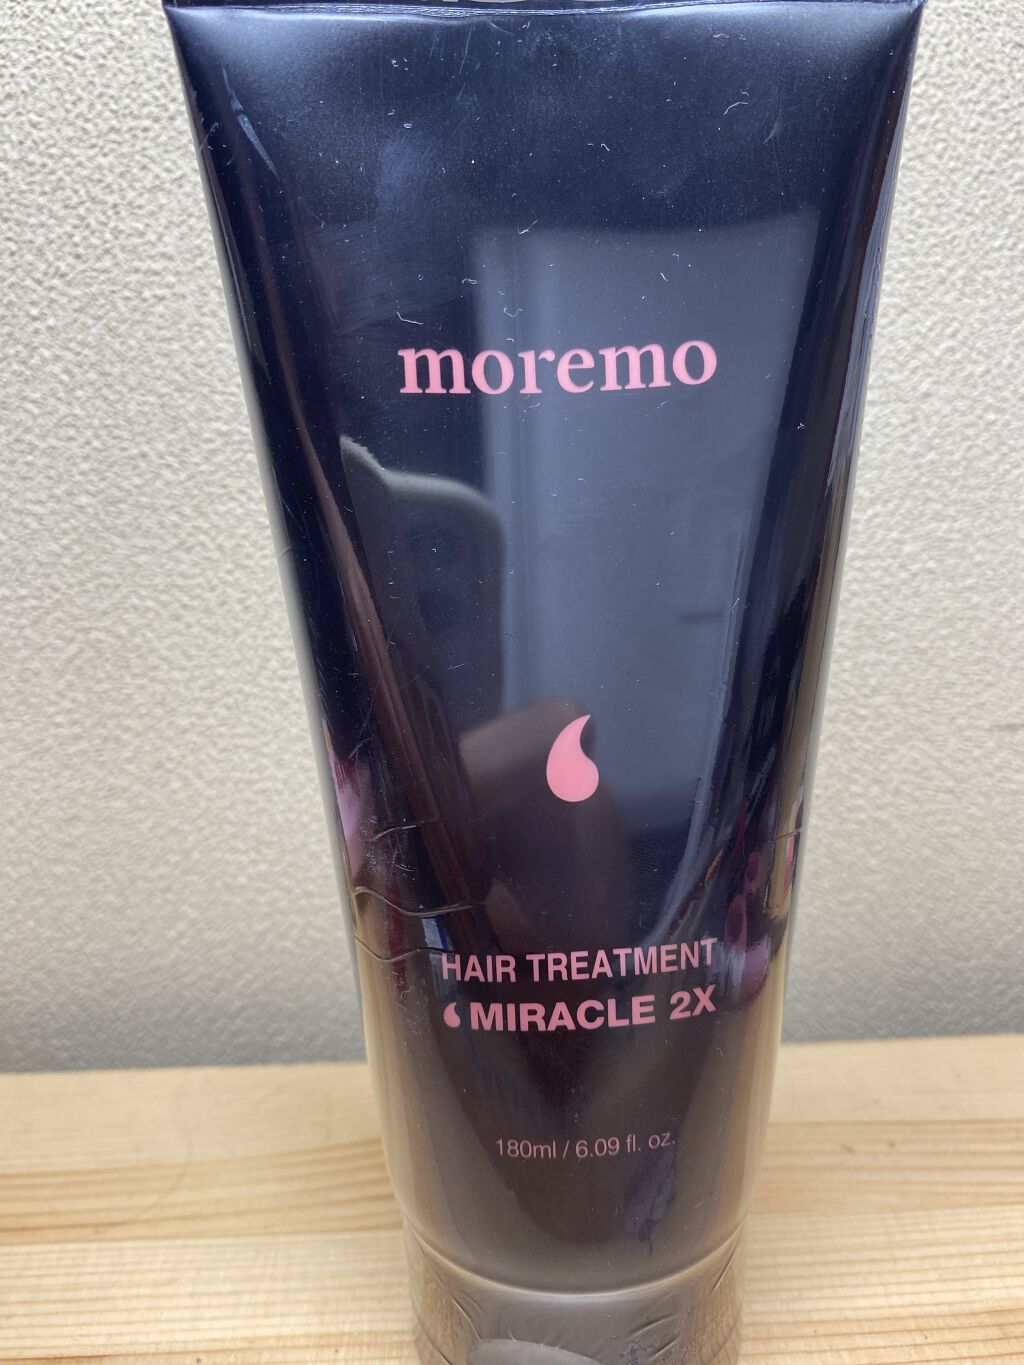 moremo
HAIR TREATMENT
MIRACLE 2X
180ml / 6.09 fl. oz.